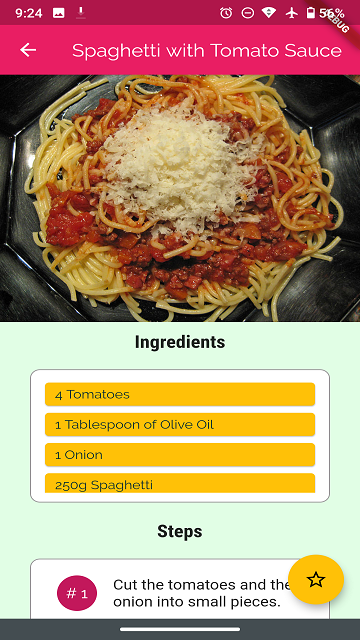 9:24
56%
DEBUG
Spaghetti with Tomato Sauce
Ingredients
4 Tomatoes
1 Tablespoon of Olive Oil
1 Onion
250g Spaghetti
Steps
# 1
Cut the tomatoes and the
onion into small pieces.